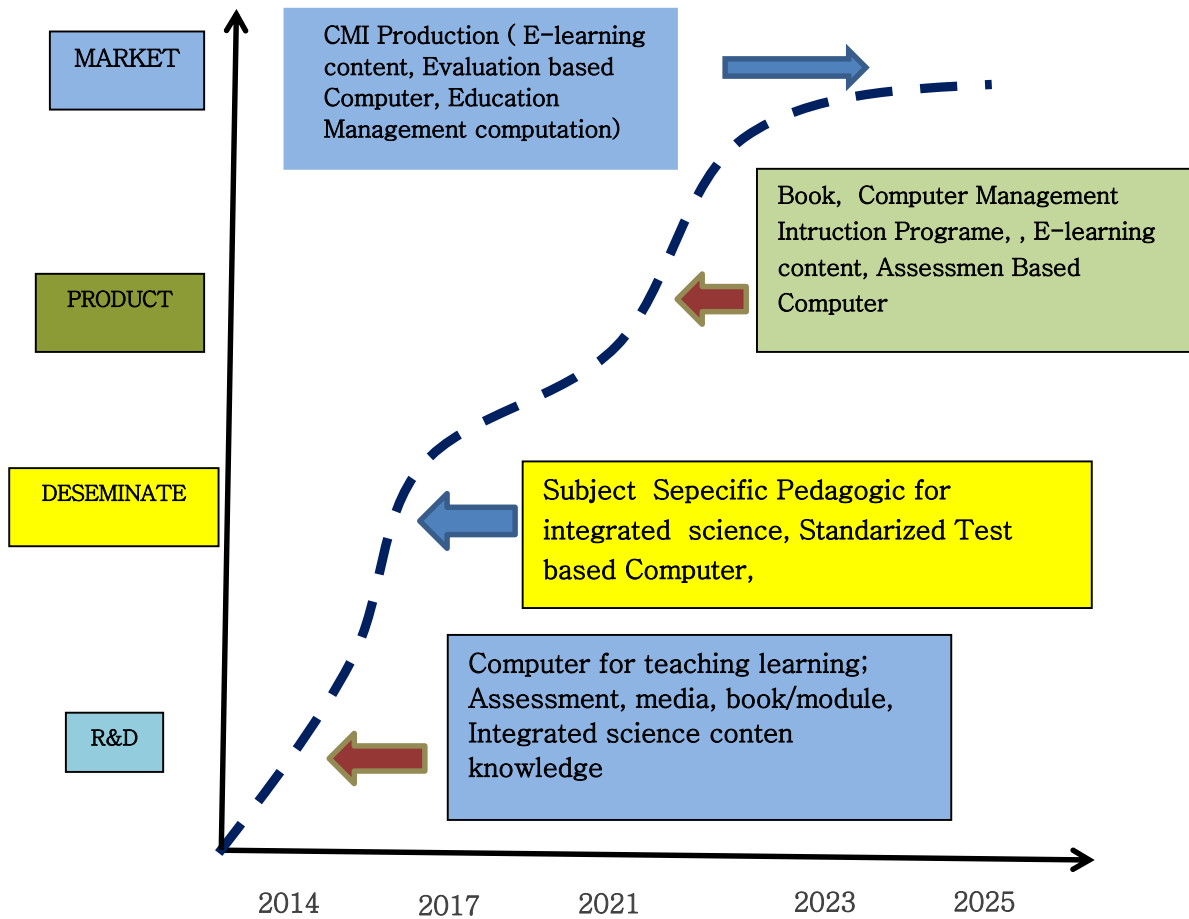 MARKET
CMI Production ( E-learning
content, Evaluation based
Computer, Education
Management computation)
PRODUCT
Book,  Computer Management
Intruction Programe, , E-learning
content, Assessmen Based
Computer
DESEMINATE
Subject  Sepecific Pedagogic for
integrated  science, Standarized Test
based Computer,
R&D
Computer for teaching learning;
Assessment, media, book/module,
Integrated science conten
knowledge
2014
2017
2021
2023
2025